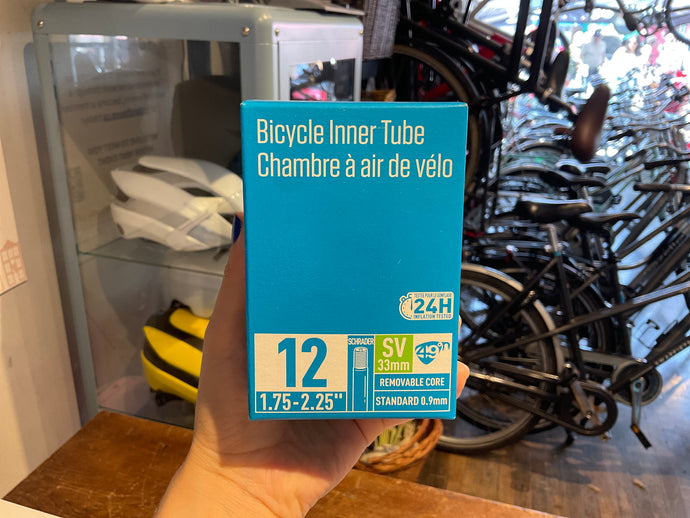 Bicycle Inner Tube
Chambre à air de vélo
24H
INFLATION TESTED
12
1.75-2.25"
SCHRADER
SV
33mm
49°N
REMOVABLE CORE
STANDARD 0.9mm